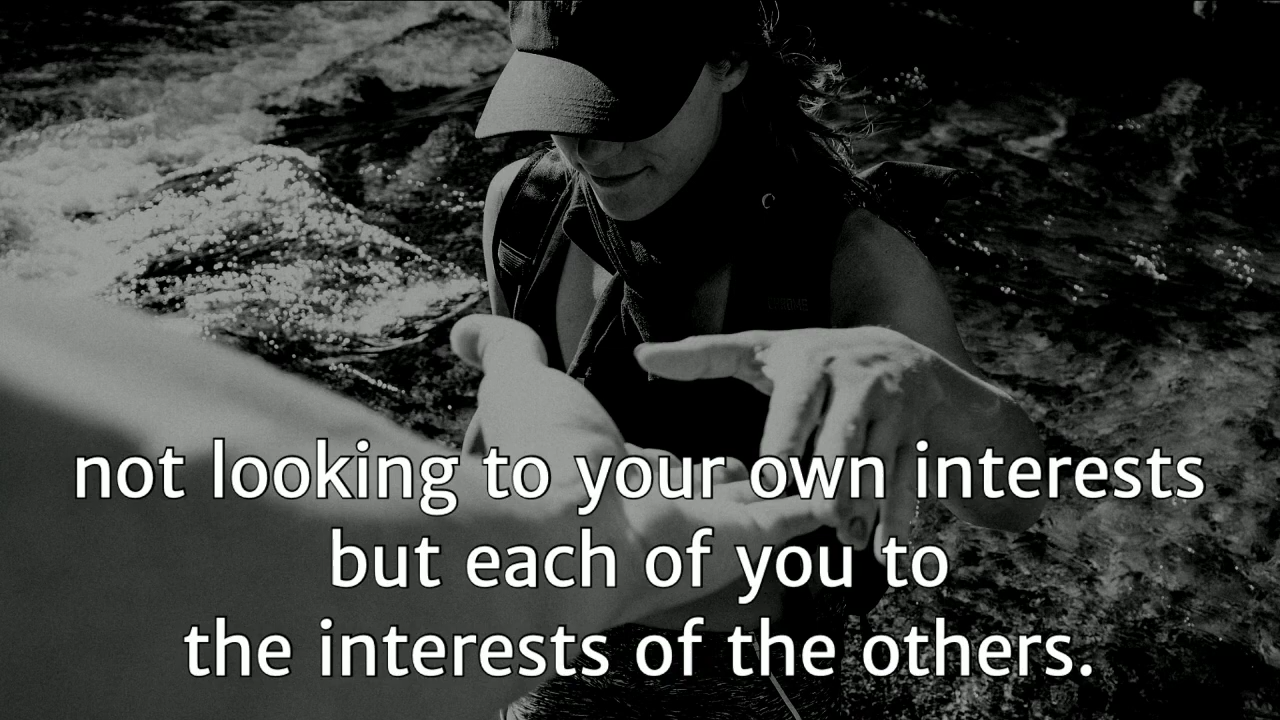 not looking to your own interests
but each of you to
the interests of the others.